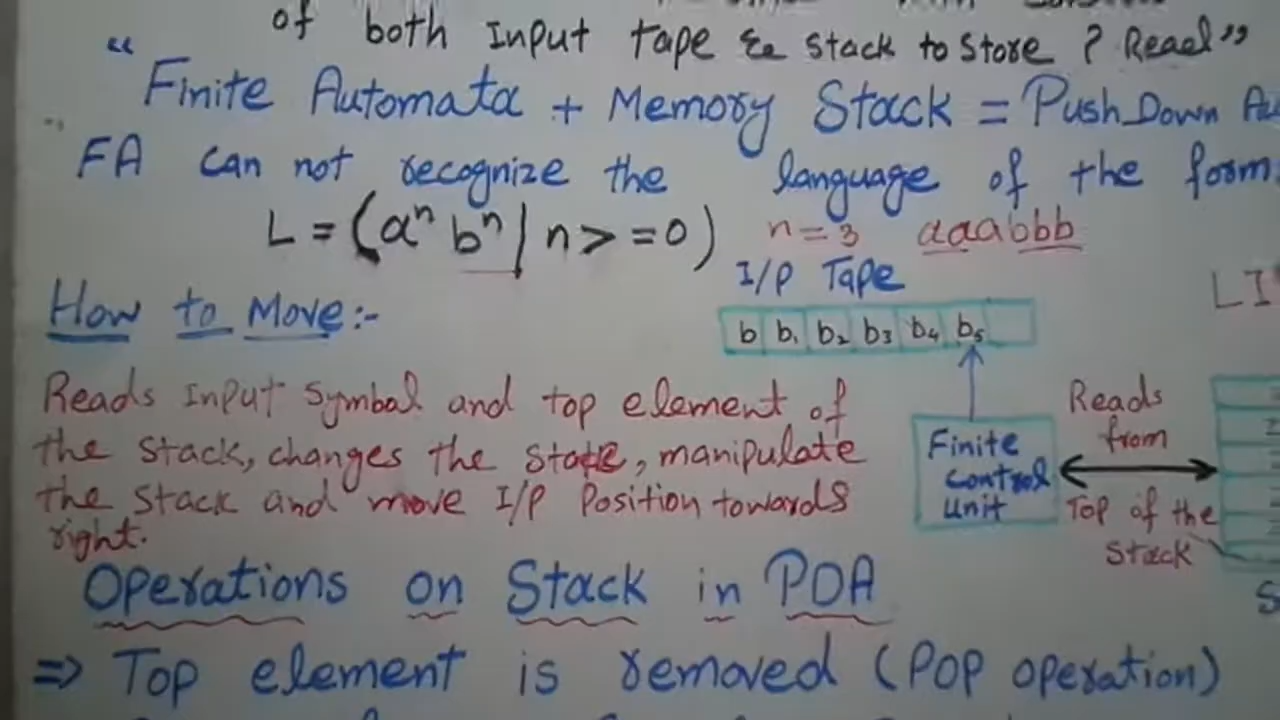 of both Input tape & Stack to Store ? Read"
"Finite Automata + Memory Stack = Push Down
FA can not recognize the language of the form
L = (aⁿ bⁿ | n >= 0) n = 3 aaabbb
I/P Tape
How to Move:-
b b₁ b₂ b₃ b₄ b₅
Reads Input Symbol and top element of
the Stack, changes the State, manipulate
the Stack and move I/P Position towards
right.
Finite
control
Unit
Reads
from
Top of the
Stack
Operations on Stack in PDA
⇒ Top element is removed (POP operation)